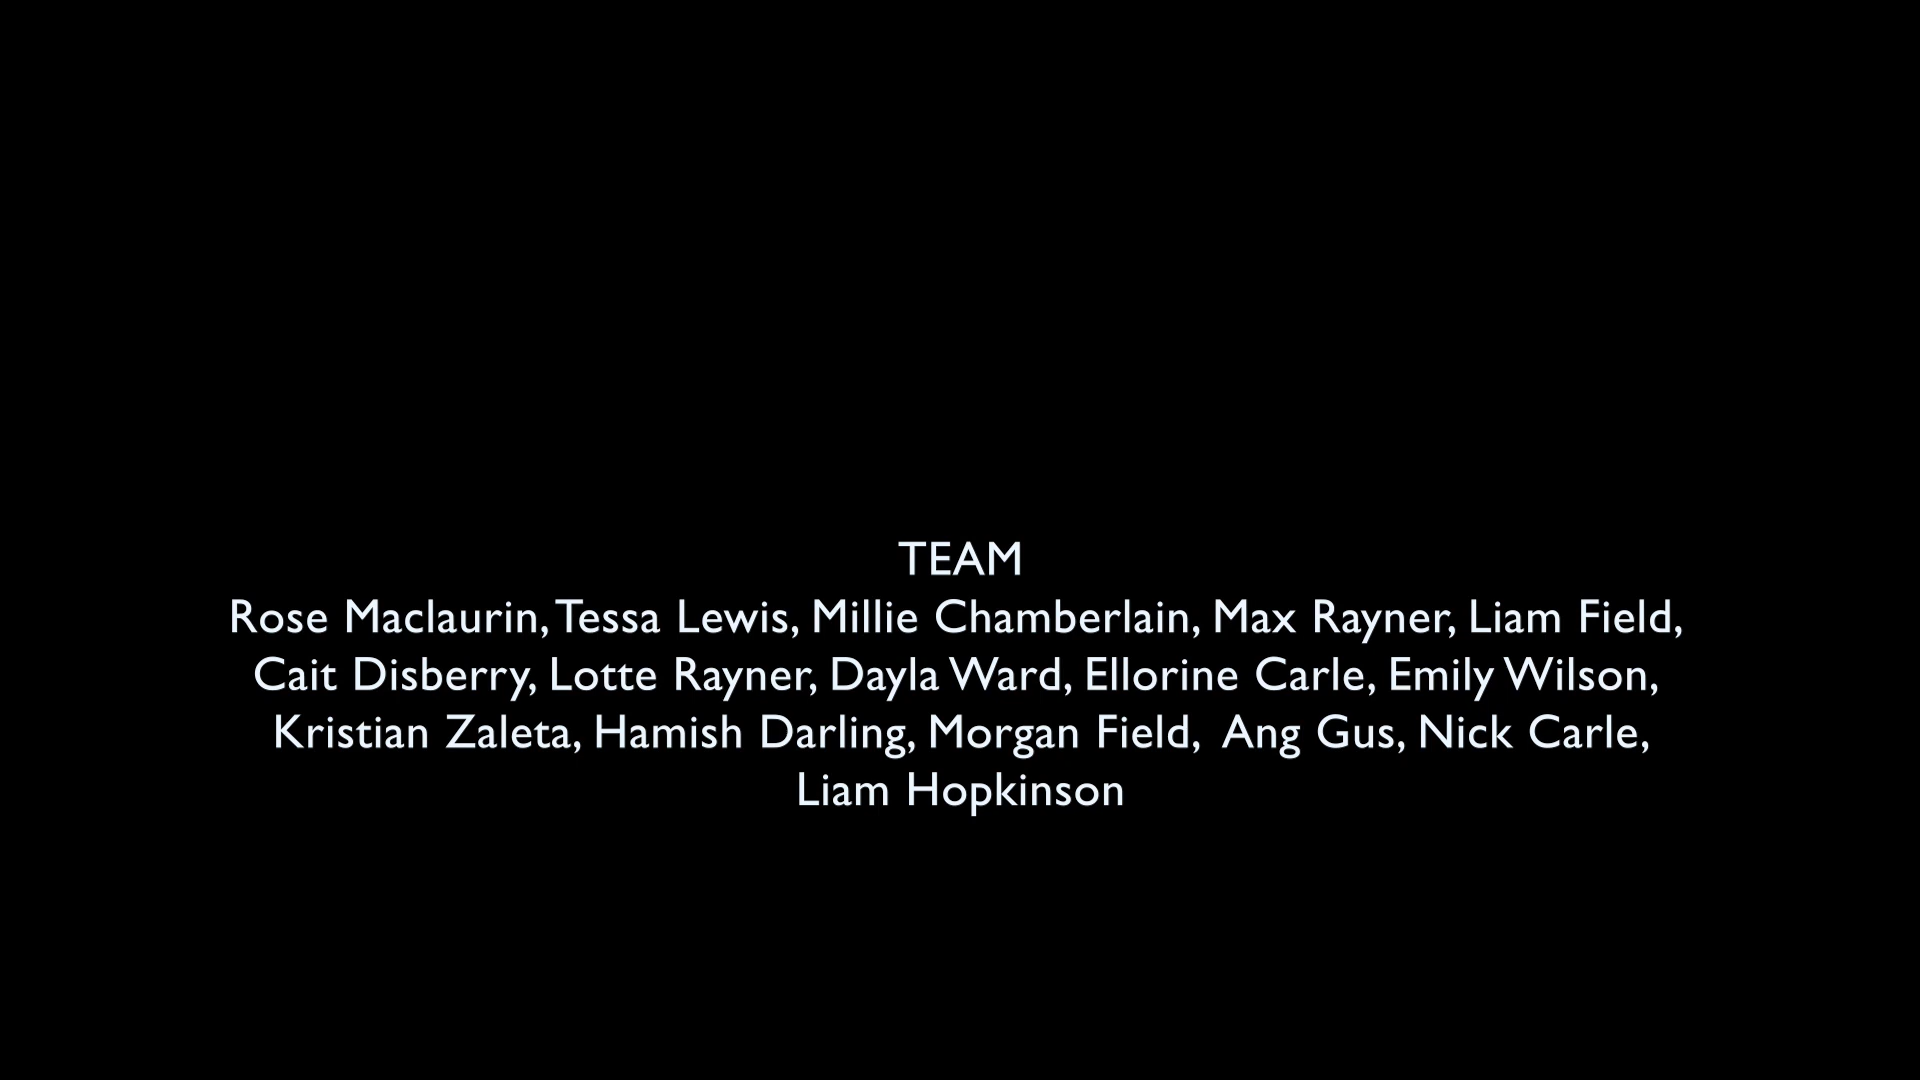 TEAM
Rose Maclaurin, Tessa Lewis, Millie Chamberlain, Max Rayner, Liam Field,
Cait Disberry, Lotte Rayner, Dayla Ward, Ellorine Carle, Emily Wilson,
Kristian Zaleta, Hamish Darling, Morgan Field,  Ang Gus, Nick Carle,
Liam Hopkinson